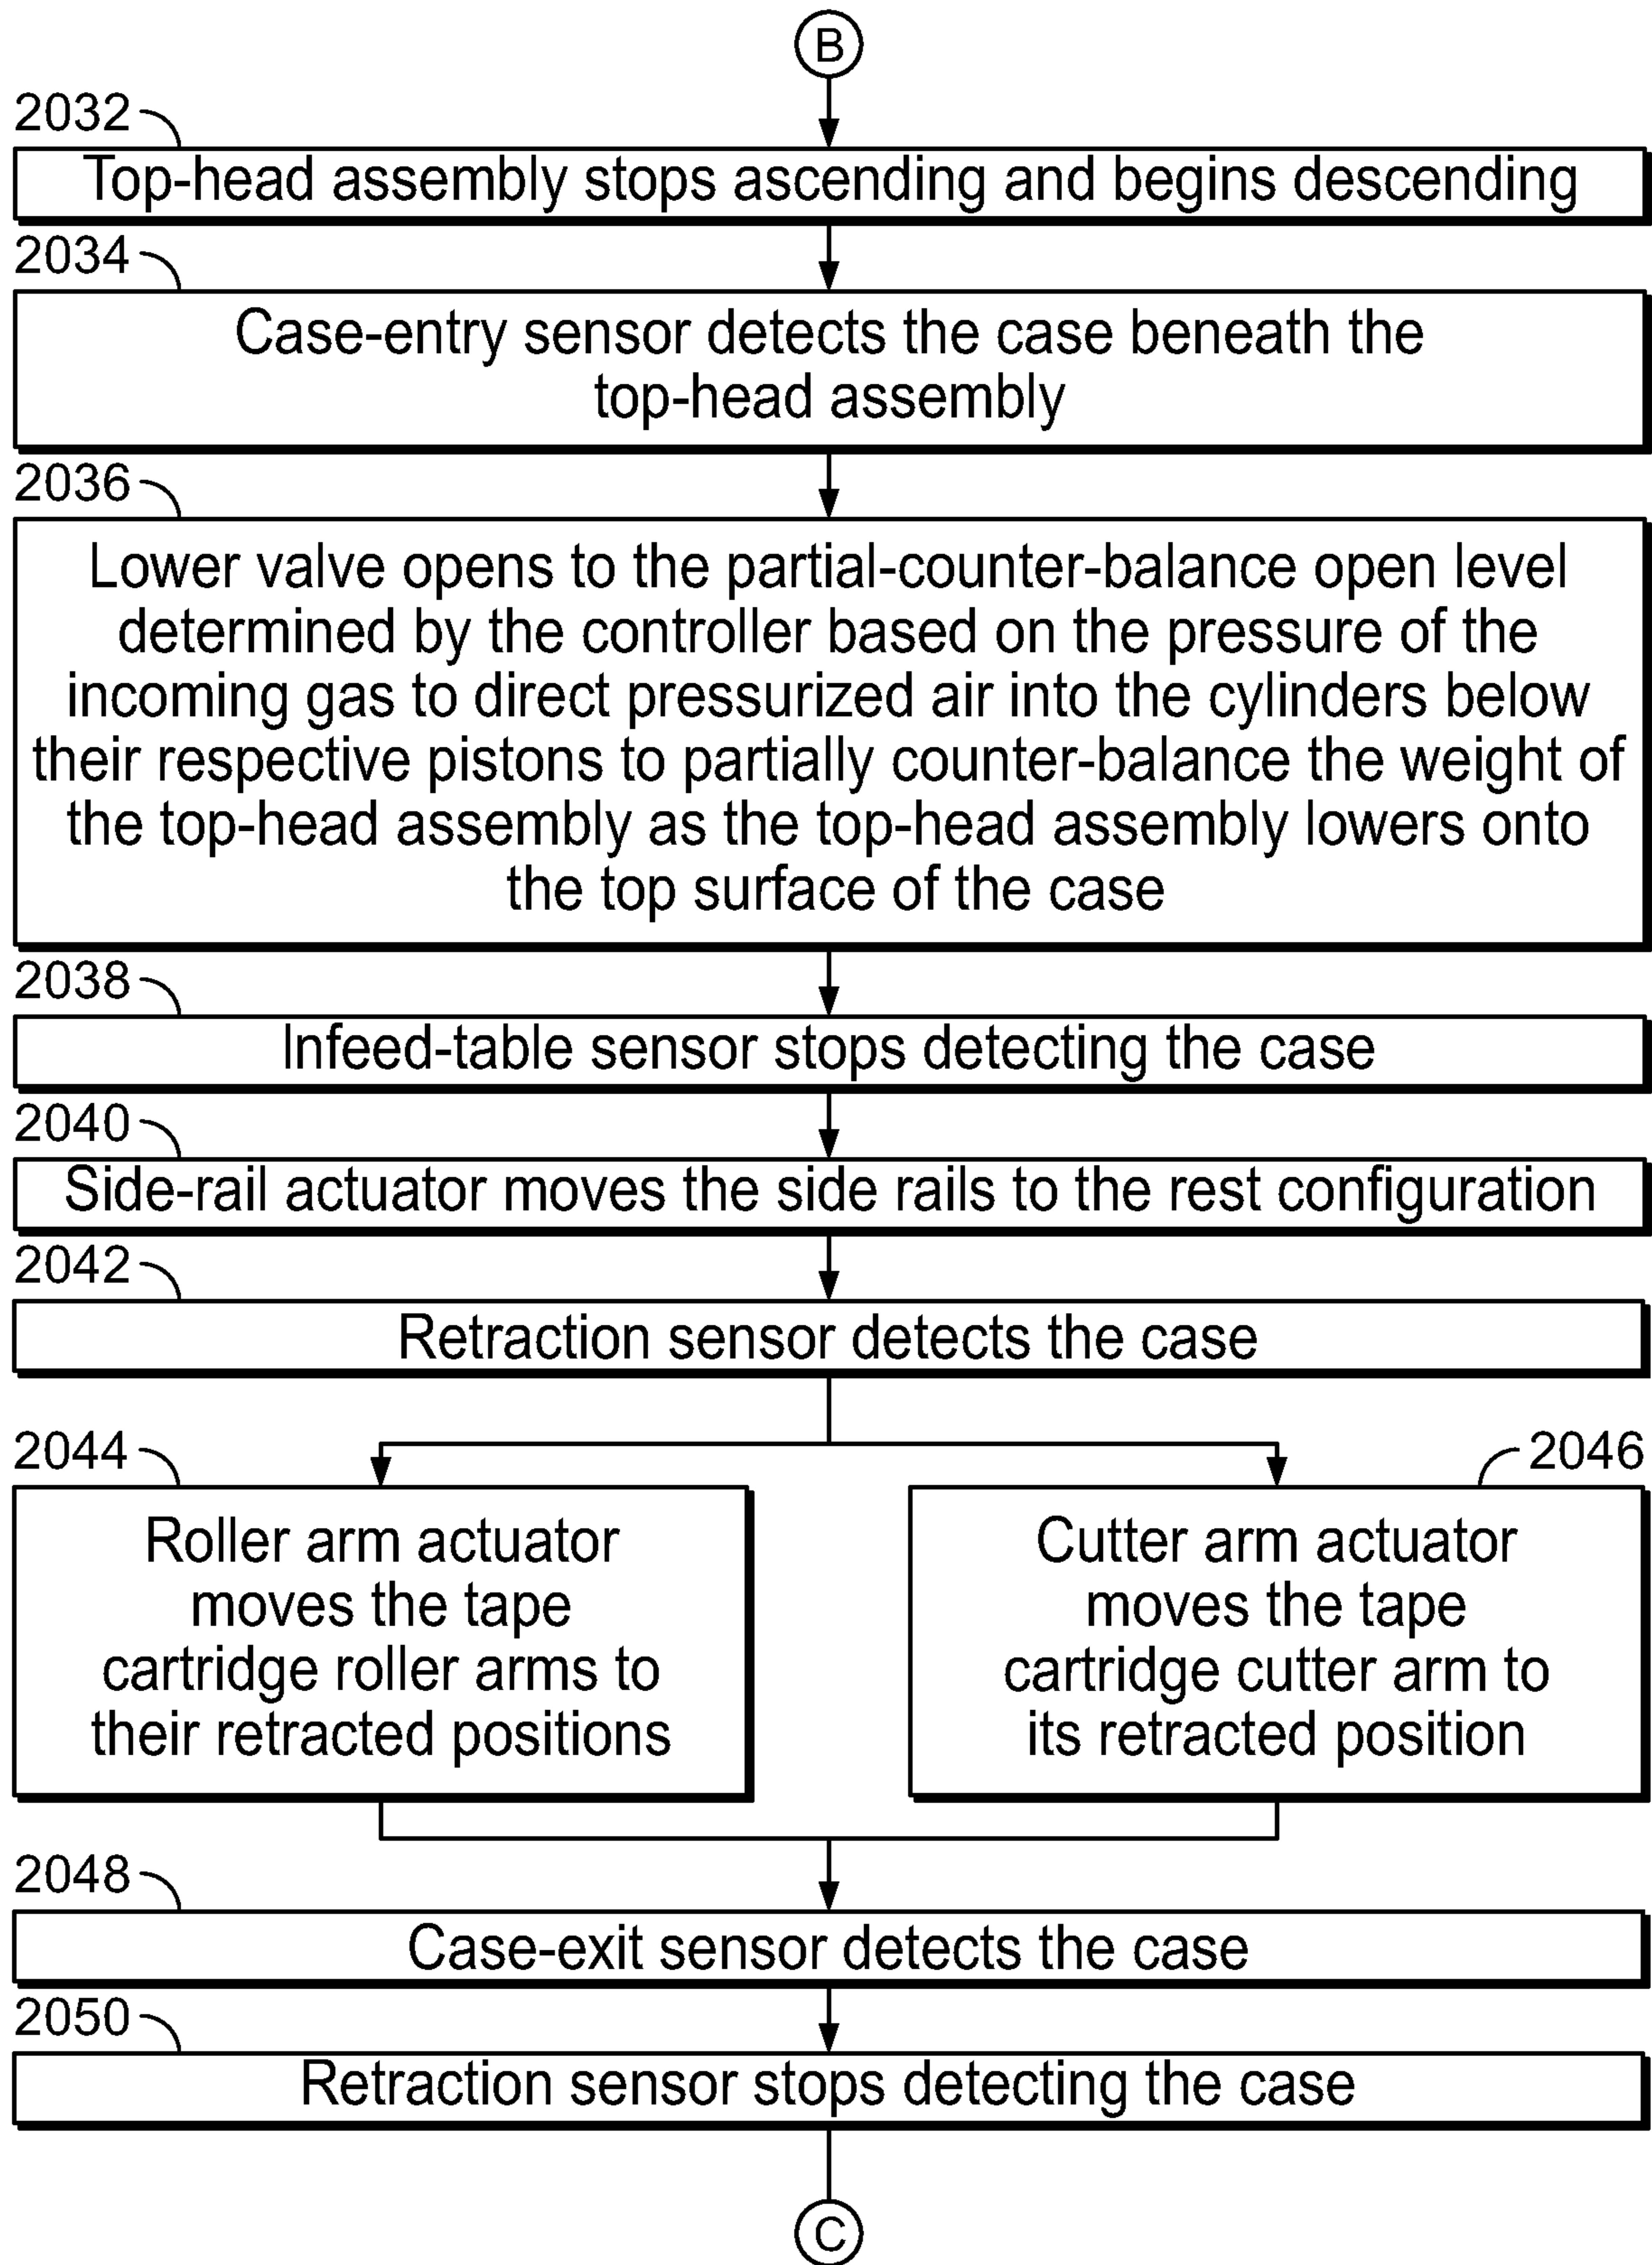 B
2032
Top-head assembly stops ascending and begins descending
2034
Case-entry sensor detects the case beneath the
top-head assembly
2036
Lower valve opens to the partial-counter-balance open level
determined by the controller based on the pressure of the
incoming gas to direct pressurized air into the cylinders below
their respective pistons to partially counter-balance the weight of
the top-head assembly as the top-head assembly lowers onto
the top surface of the case
2038
Infeed-table sensor stops detecting the case
2040
Side-rail actuator moves the side rails to the rest configuration
2042
Retraction sensor detects the case
2044
Roller arm actuator
moves the tape
cartridge roller arms to
their retracted positions
2046
Cutter arm actuator
moves the tape
cartridge cutter arm to
its retracted position
2048
Case-exit sensor detects the case
2050
Retraction sensor stops detecting the case
C